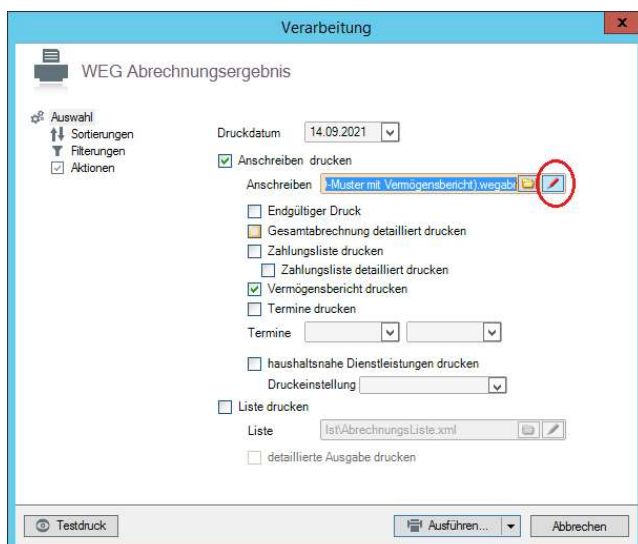 Verarbeitung
x
WEG Abrechnungsergebnis
Auswahl
Sortierungen
Filterungen
Aktionen
Druckdatum 14.09.2021
Anschreiben drucken
Anschreiben )-Muster mit Vermögensbericht).wegab
Endgültiger Druck
Gesamtabrechnung detailliert drucken
Zahlungsliste drucken
Zahlungsliste detailliert drucken
Vermögensbericht drucken
Termine drucken
Termine
haushaltsnahe Dienstleistungen drucken
Druckeinstellung
Liste drucken
Liste lst\AbrechnungsListe.xml
detaillierte Ausgabe drucken
Testdruck Ausführen... Abbrechen